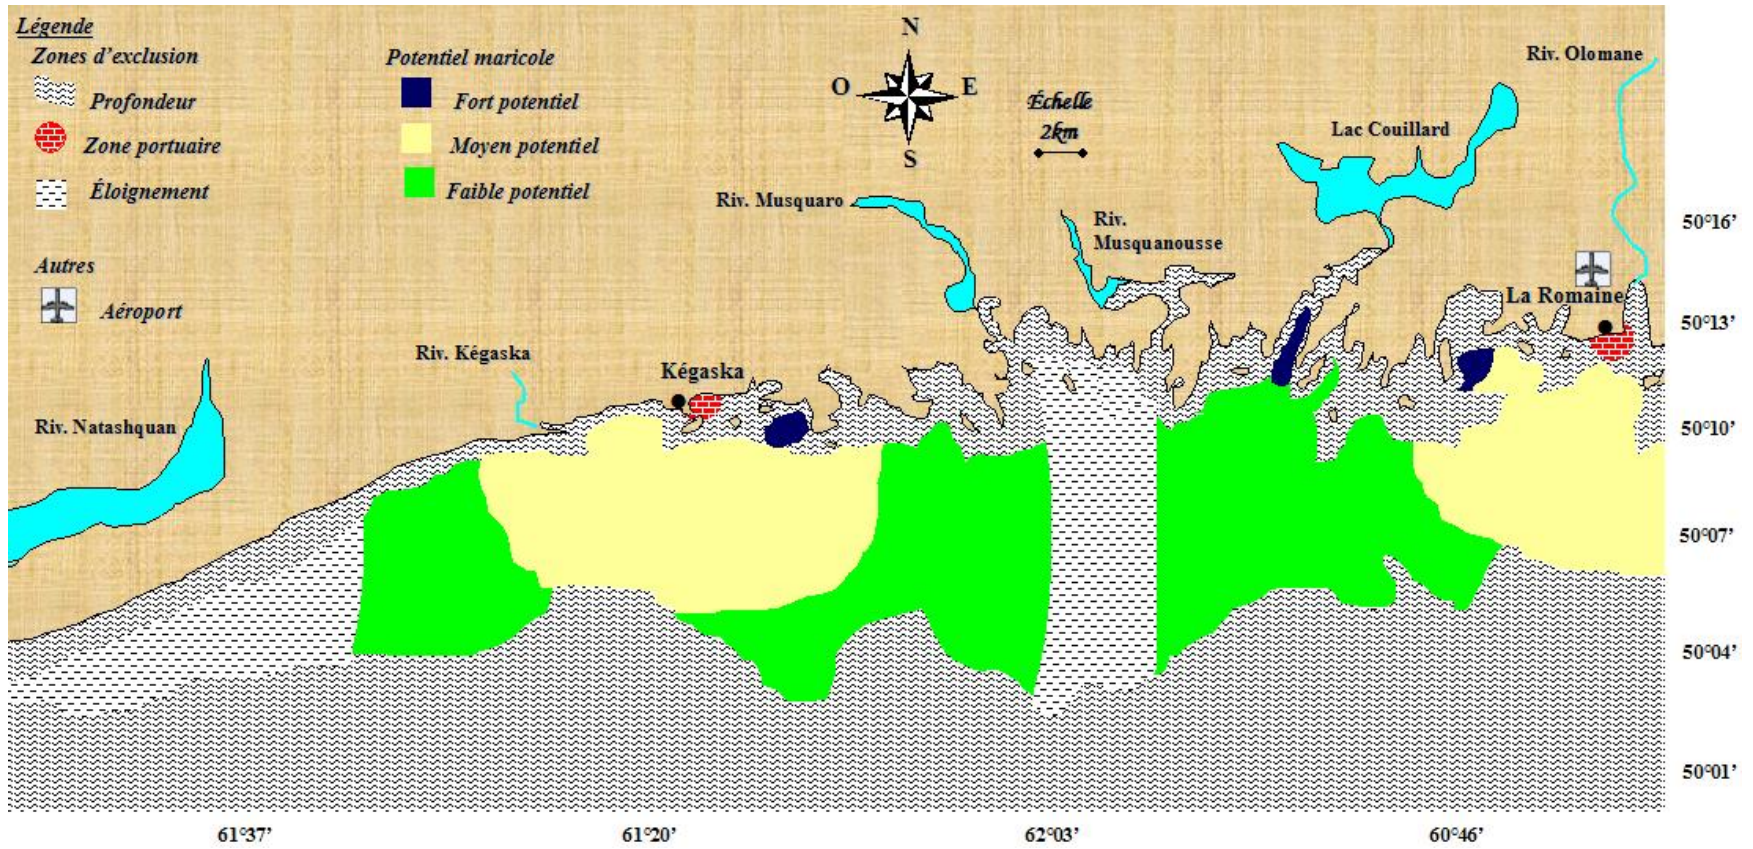 Légende
Zones d'exclusion
Profondeur
Zone portuaire
Éloignement
Autres
Aéroport
Potentiel maricole
Fort potentiel
Moyen potentiel
Faible potentiel
N
O
E
S
Échelle
2km
Riv. Olomane
Lac Couillard
Riv. Musquaro
Riv.
Musquanousse
La Romaine
Riv. Kégaska
Kégaska
Riv. Natashquan
50°16'
50°13'
50°10'
50°07'
50°04'
50°01'
61°37'
61°20'
62°03'
60°46'